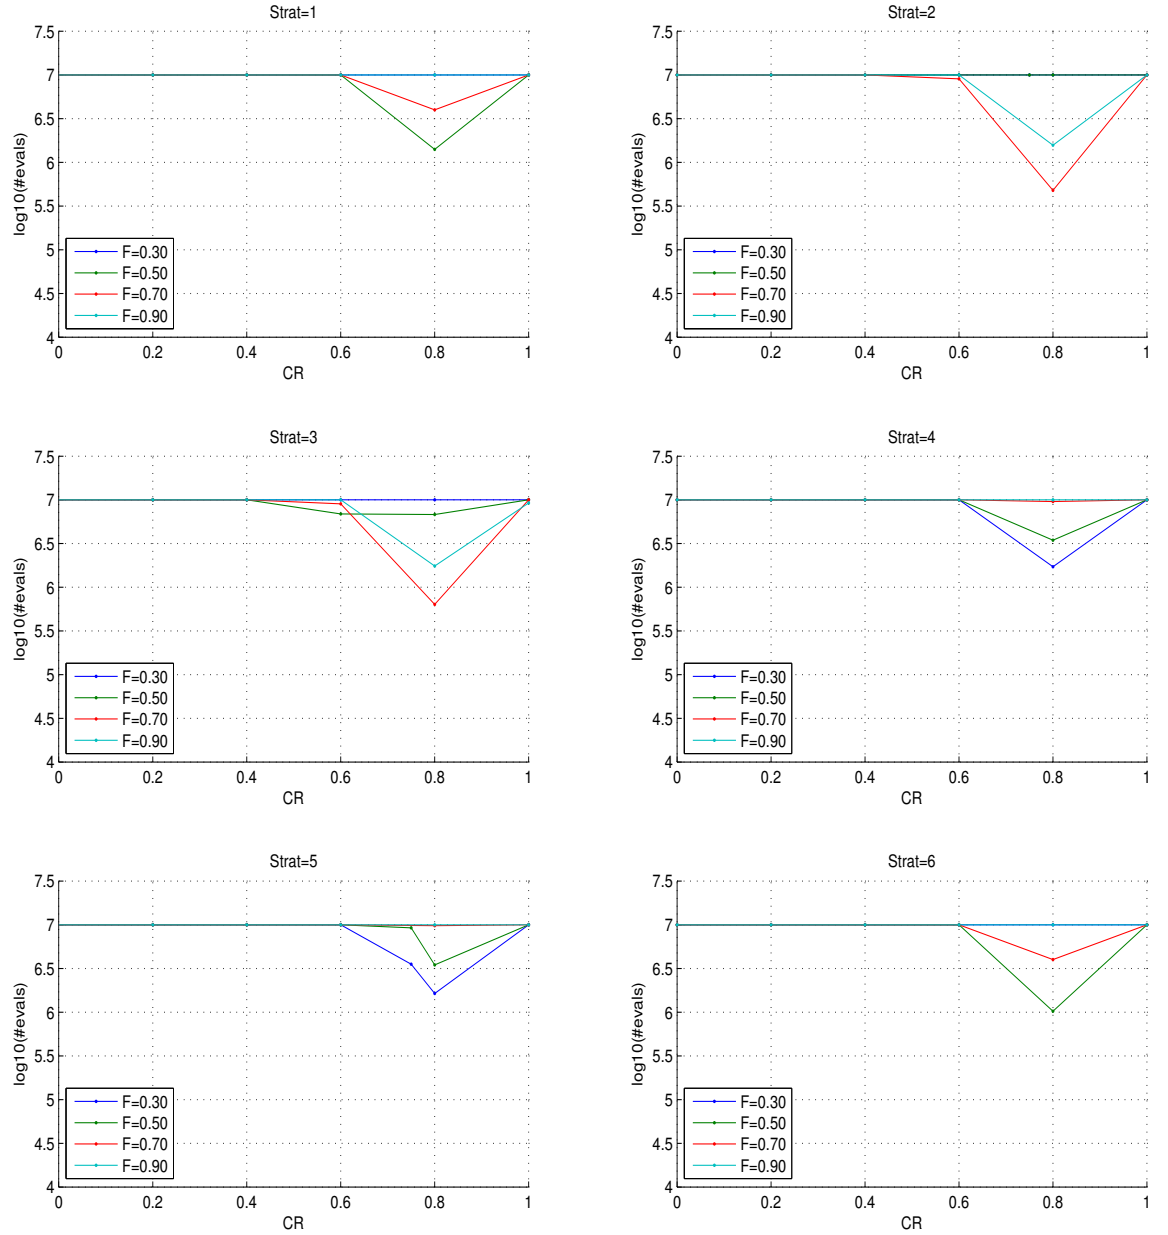 Strat=1
7.5
7
6.5
6
5.5
5
4.5
4
log10(#evals)
F=0.30
F=0.50
F=0.70
F=0.90
0 0.2 0.4 0.6 0.8 1
CR
Strat=2
7.5
7
6.5
6
5.5
5
4.5
4
log10(#evals)
F=0.30
F=0.50
F=0.70
F=0.90
0 0.2 0.4 0.6 0.8 1
CR
Strat=3
7.5
7
6.5
6
5.5
5
4.5
4
log10(#evals)
F=0.30
F=0.50
F=0.70
F=0.90
0 0.2 0.4 0.6 0.8 1
CR
Strat=4
7.5
7
6.5
6
5.5
5
4.5
4
log10(#evals)
F=0.30
F=0.50
F=0.70
F=0.90
0 0.2 0.4 0.6 0.8 1
CR
Strat=5
7.5
7
6.5
6
5.5
5
4.5
4
log10(#evals)
F=0.30
F=0.50
F=0.70
F=0.90
0 0.2 0.4 0.6 0.8 1
CR
Strat=6
7.5
7
6.5
6
5.5
5
4.5
4
log10(#evals)
F=0.30
F=0.50
F=0.70
F=0.90
0 0.2 0.4 0.6 0.8 1
CR